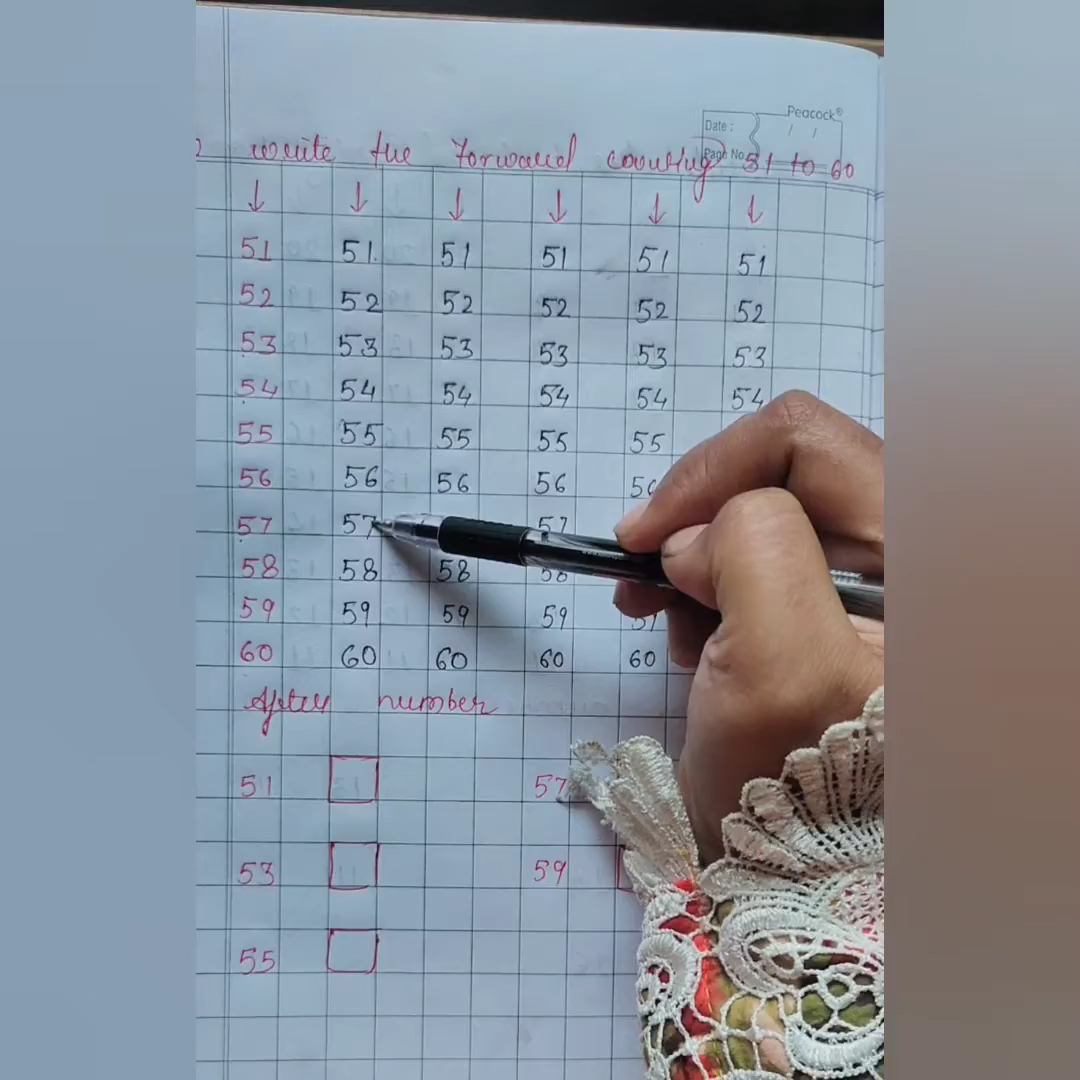 Peacock®
Date : / /
Page No.
write the Forward counting 51 to 60
↓ ↓ ↓ ↓ ↓ ↓
51 51 51 51 51 51
52 52 52 52 52 52
53 53 53 53 53 53
54 54 54 54 54 54
55 55 55 55 55
56 56 56 56
57 57 57
58 58 58 58
59 59 59 59
60 60 60 60 60
After number
51 57
53 59
55